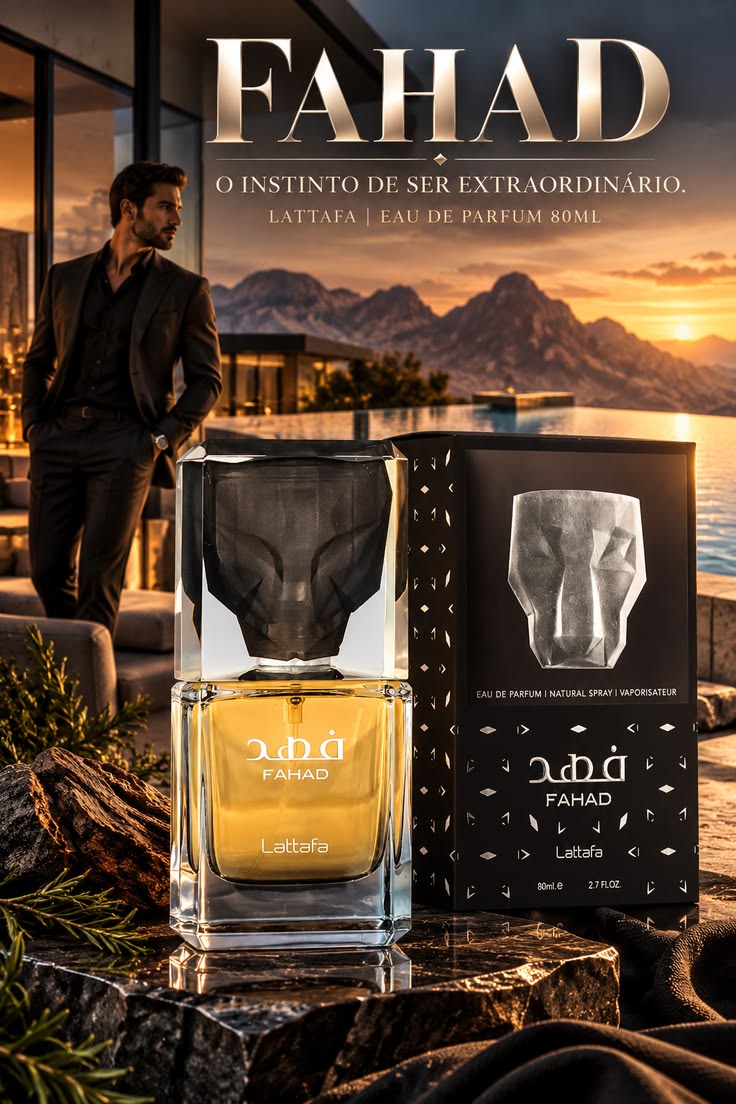 FAHAD
O INSTINTO DE SER EXTRAORDINÁRIO.
LATTAFA | EAU DE PARFUM 80ML
فهد
FAHAD
Lattafa
EAU DE PARFUM I NATURAL SPRAY I VAPORISATEUR
فهد
FAHAD
Lattafa
80ml.e 2.7 FL.OZ.